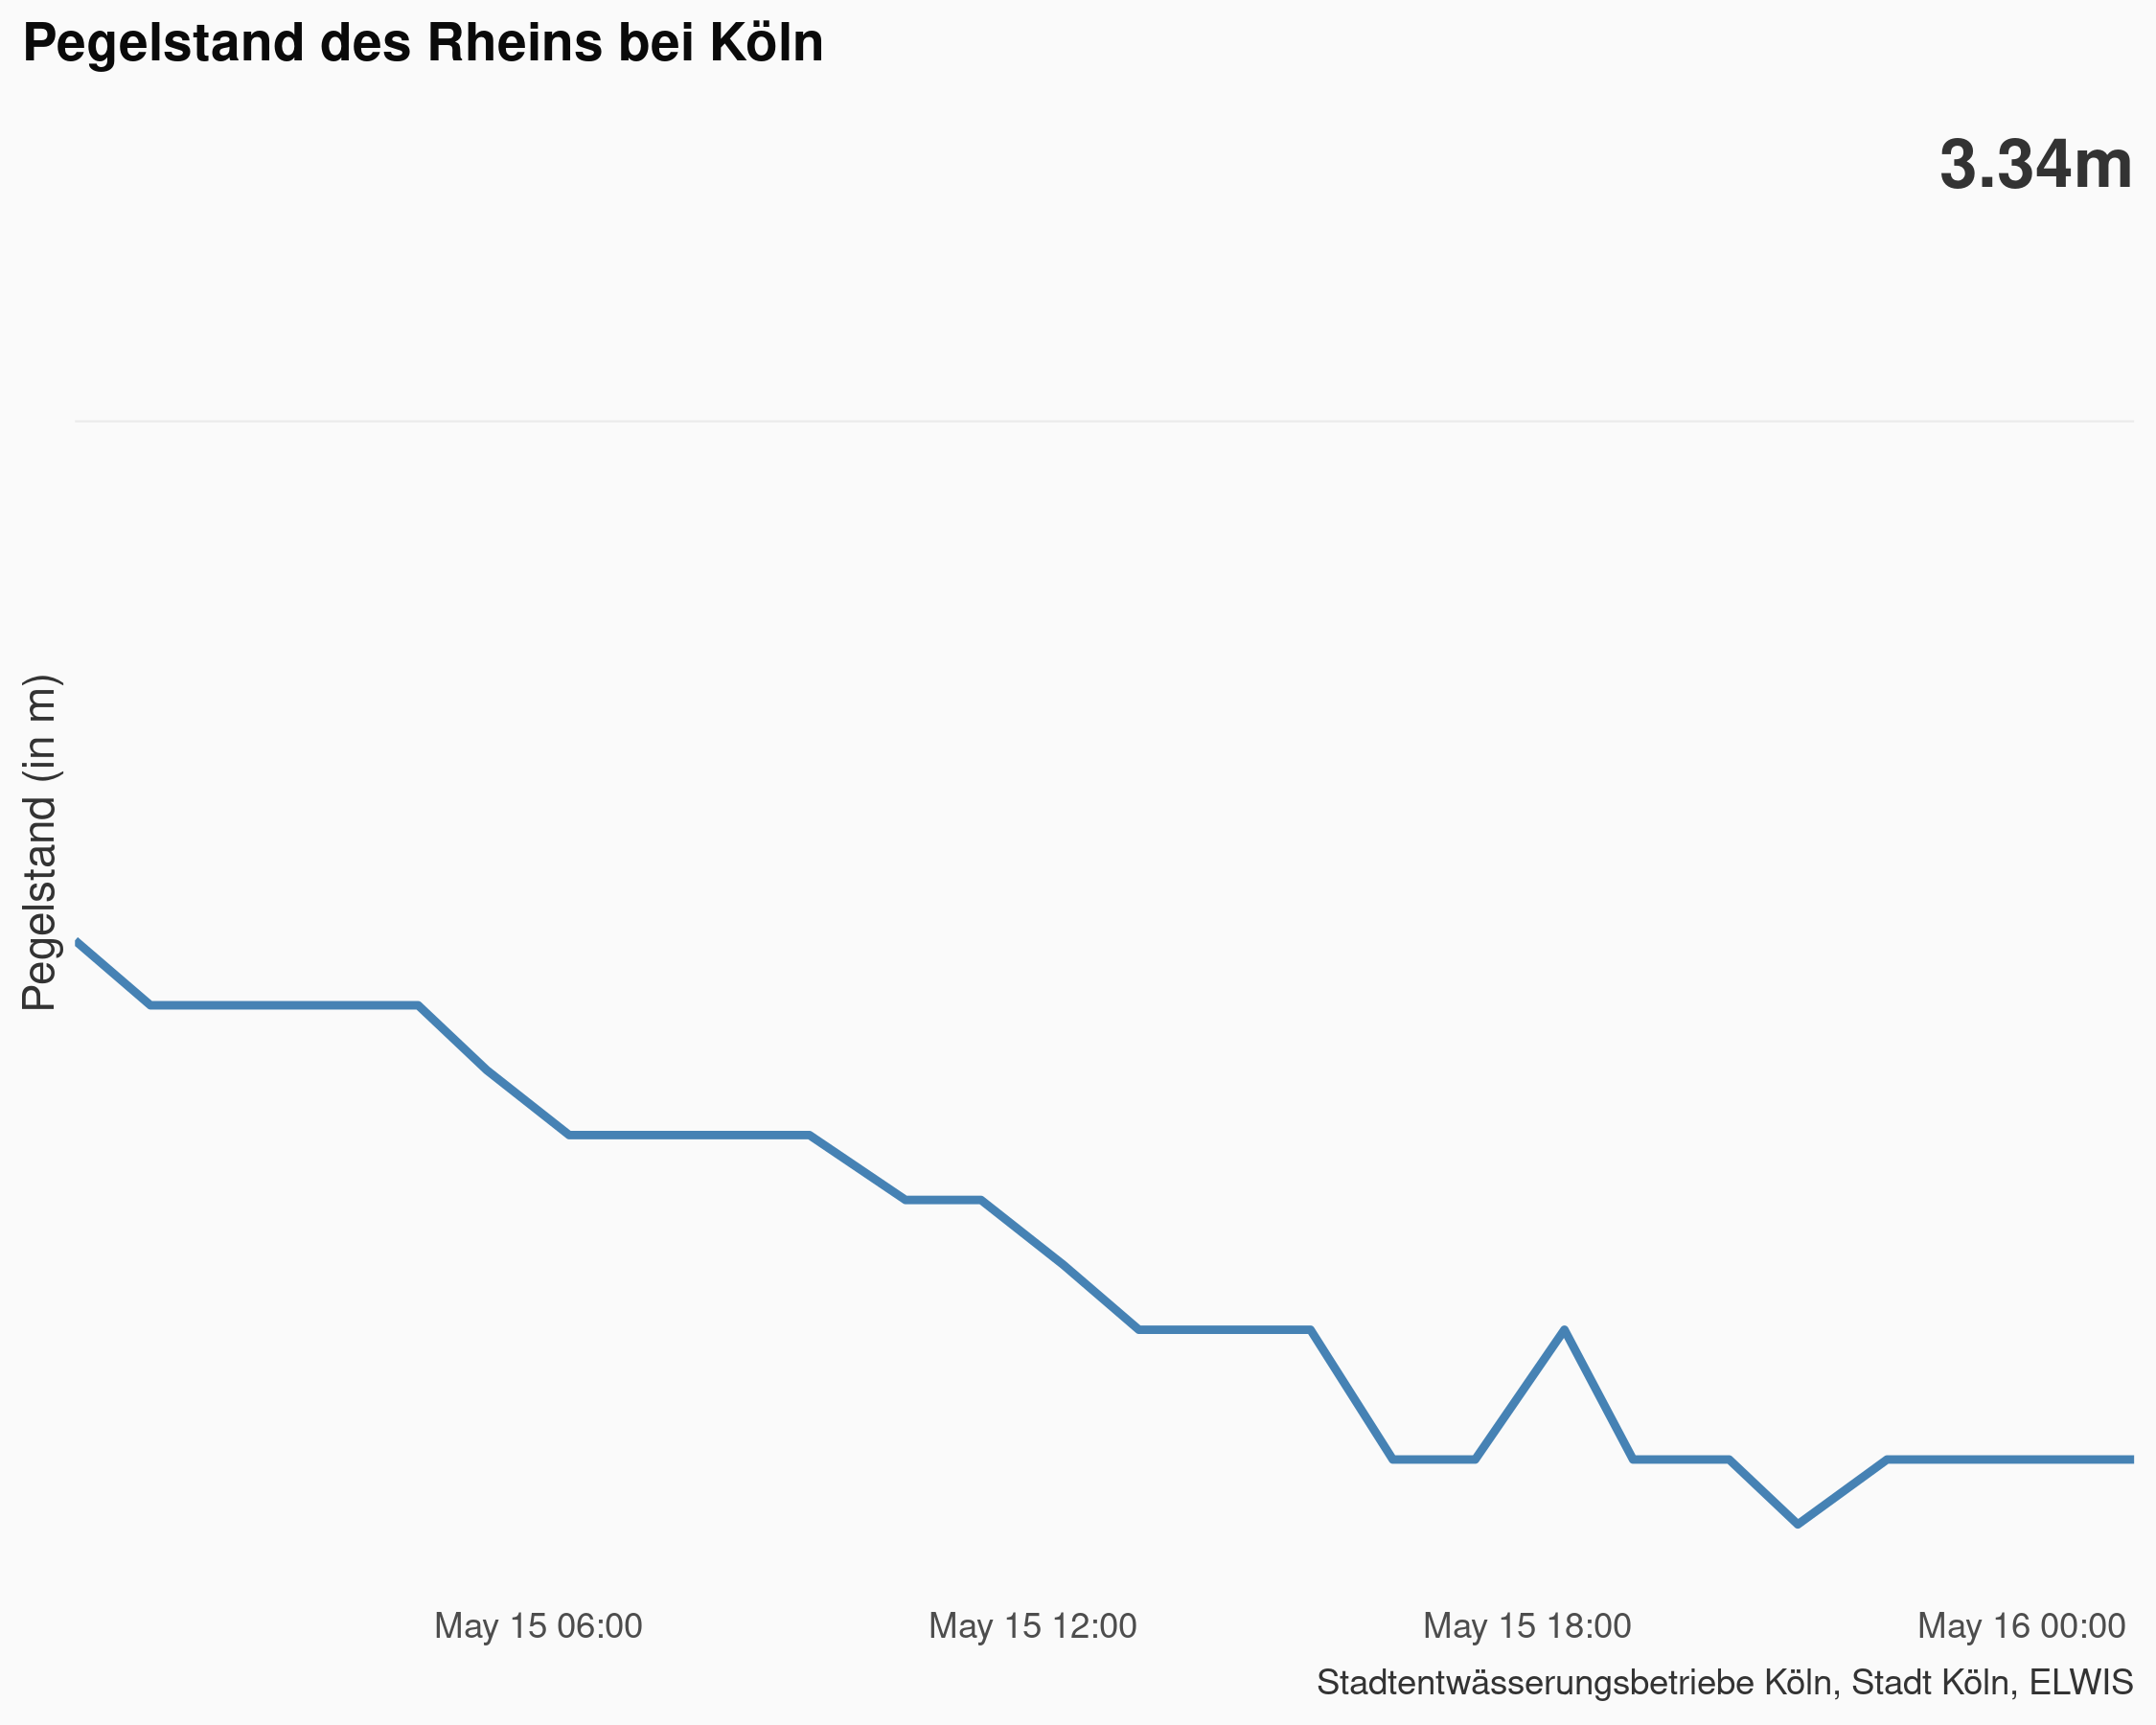 Pegelstand des Rheins bei Köln
3.34m
Pegelstand (in m)
May 15 06:00
May 15 12:00
May 15 18:00
May 16 00:00
Stadtentwässerungsbetriebe Köln, Stadt Köln, ELWIS